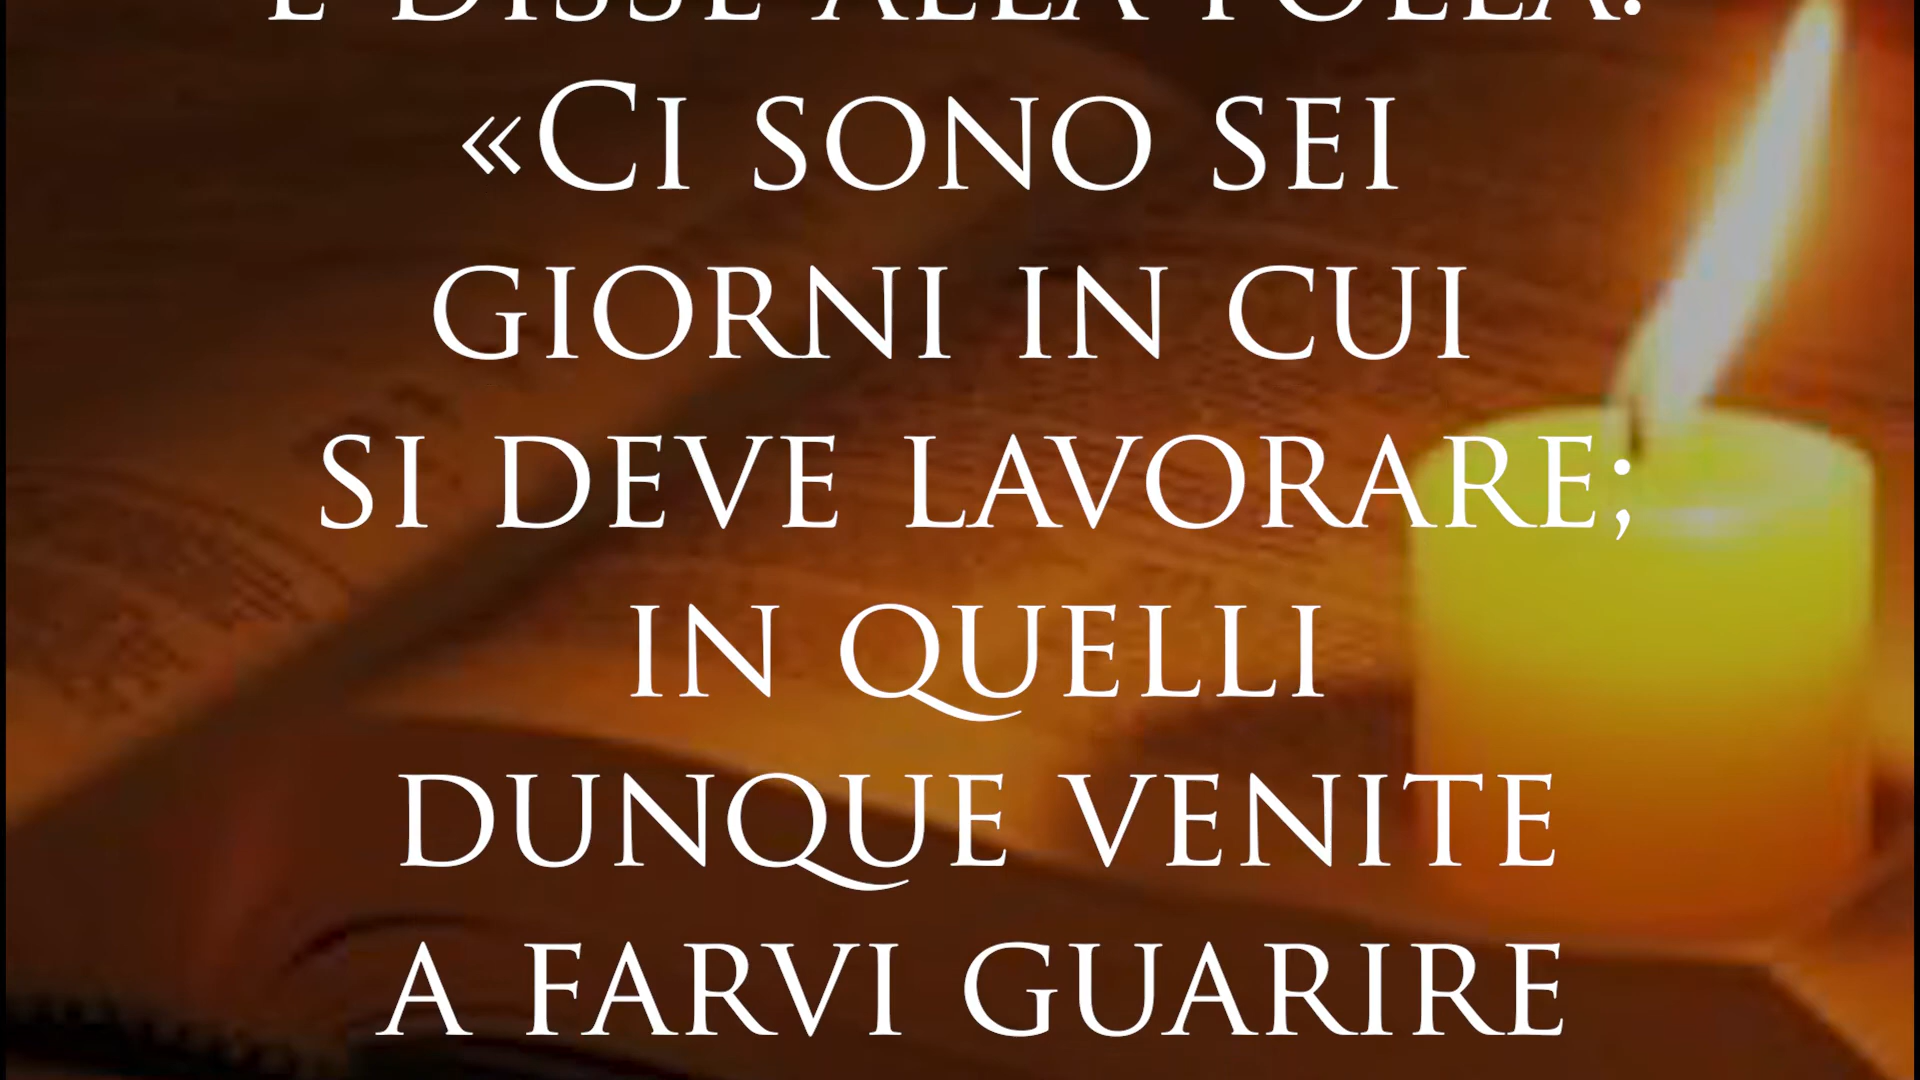 E DISSE ALLA FOLLA:
«CI SONO SEI
GIORNI IN CUI
SI DEVE LAVORARE;
IN QUELLI
DUNQUE VENITE
A FARVI GUARIRE